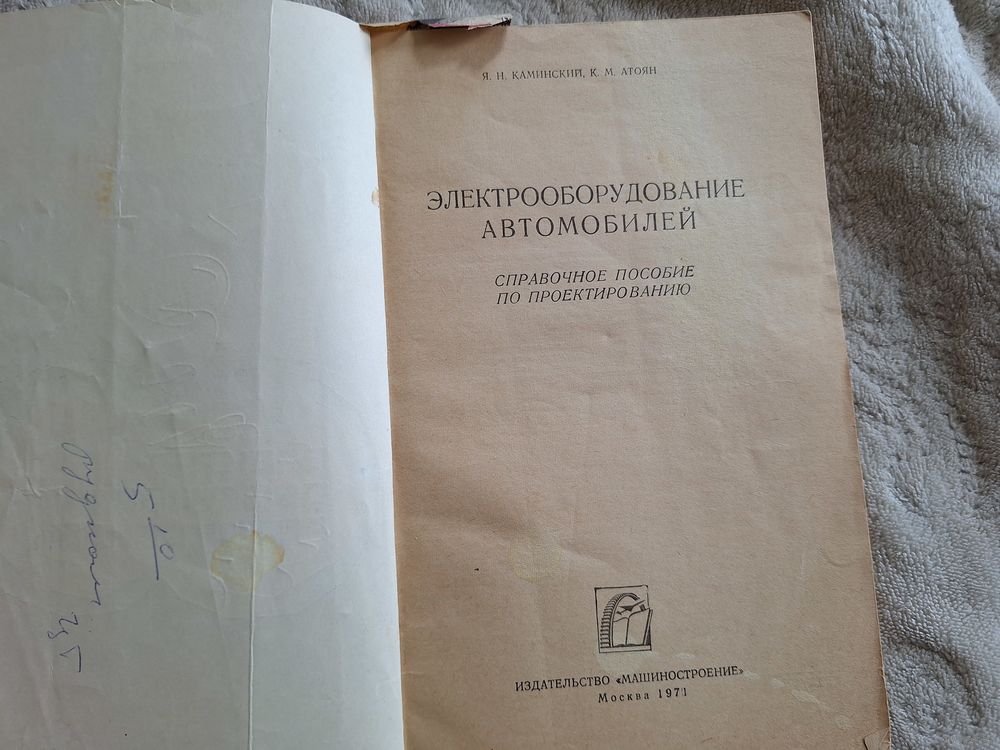 Я. Н. КАМИНСКИЙ, К. М. АТОЯН
ЭЛЕКТРООБОРУДОВАНИЕ
АВТОМОБИЛЕЙ
СПРАВОЧНОЕ ПОСОБИЕ
ПО ПРОЕКТИРОВАНИЮ
ИЗДАТЕЛЬСТВО «МАШИНОСТРОЕНИЕ»
Москва 1971